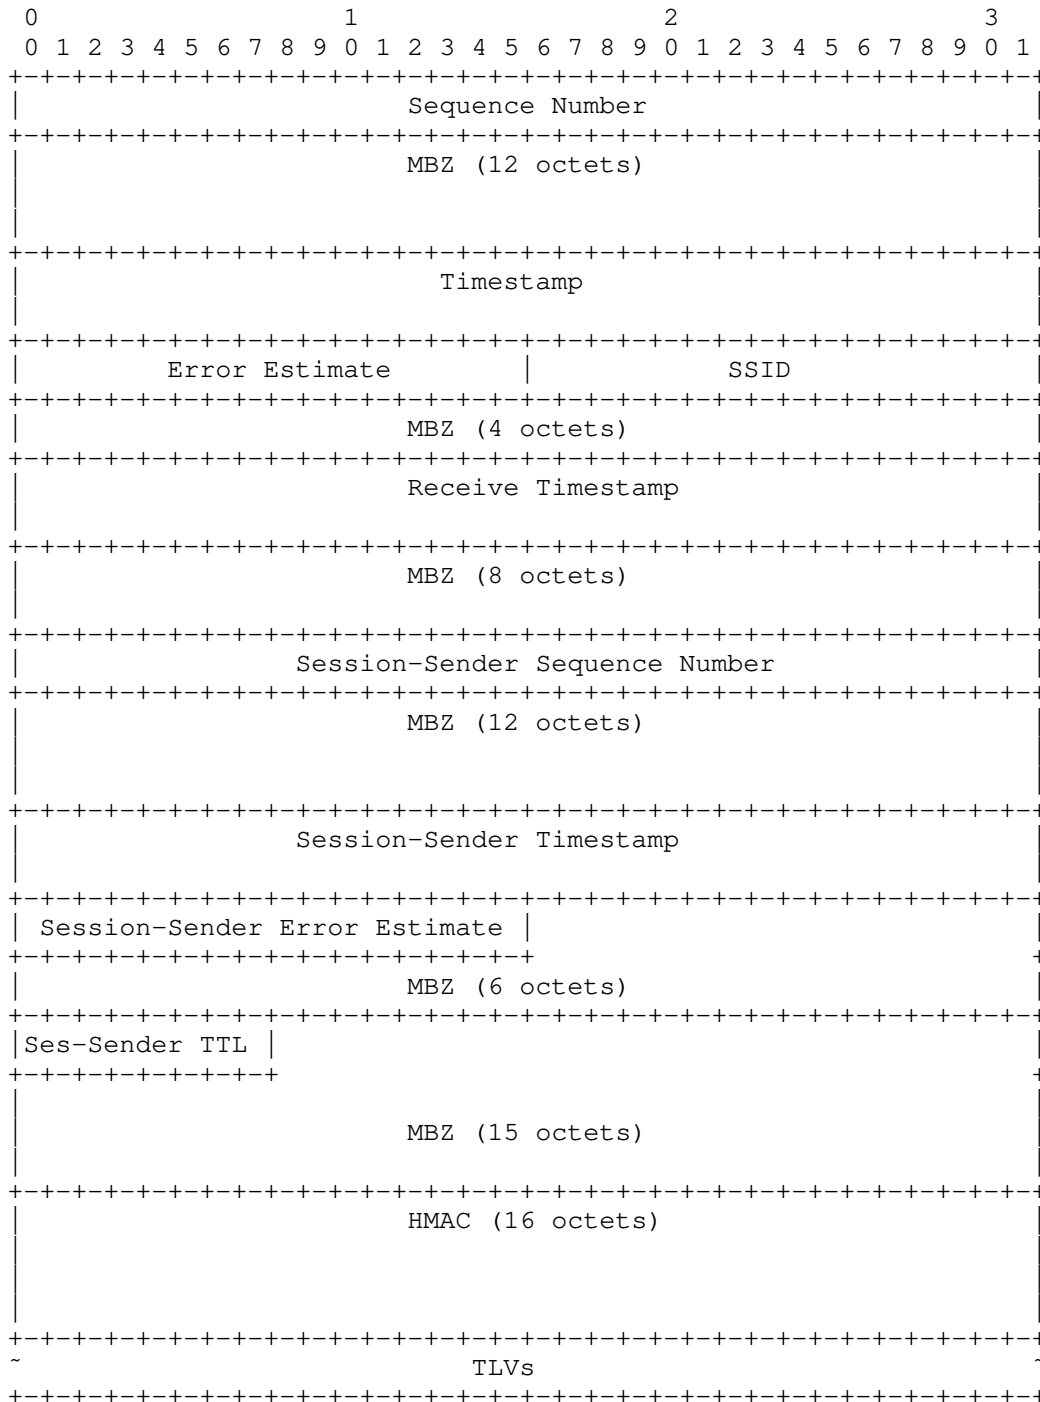 0 1 2 3
0 1 2 3 4 5 6 7 8 9 0 1 2 3 4 5 6 7 8 9 0 1 2 3 4 5 6 7 8 9 0 1
Sequence Number
MBZ (12 octets)
Timestamp
Error Estimate | SSID
MBZ (4 octets)
Receive Timestamp
MBZ (8 octets)
Session-Sender Sequence Number
MBZ (12 octets)
Session-Sender Timestamp
Session-Sender Error Estimate
MBZ (6 octets)
Ses-Sender TTL
MBZ (15 octets)
HMAC (16 octets)
~ TLVs ~